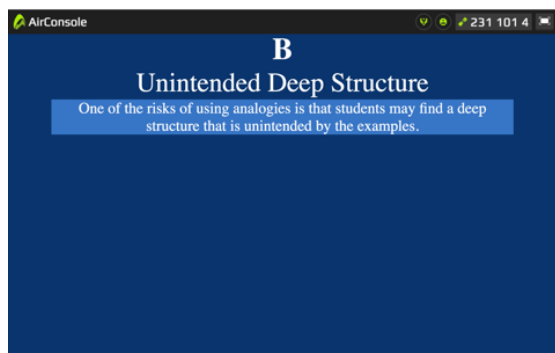 AirConsole
231 101 4
B
Unintended Deep Structure
One of the risks of using analogies is that students may find a deep
structure that is unintended by the examples.